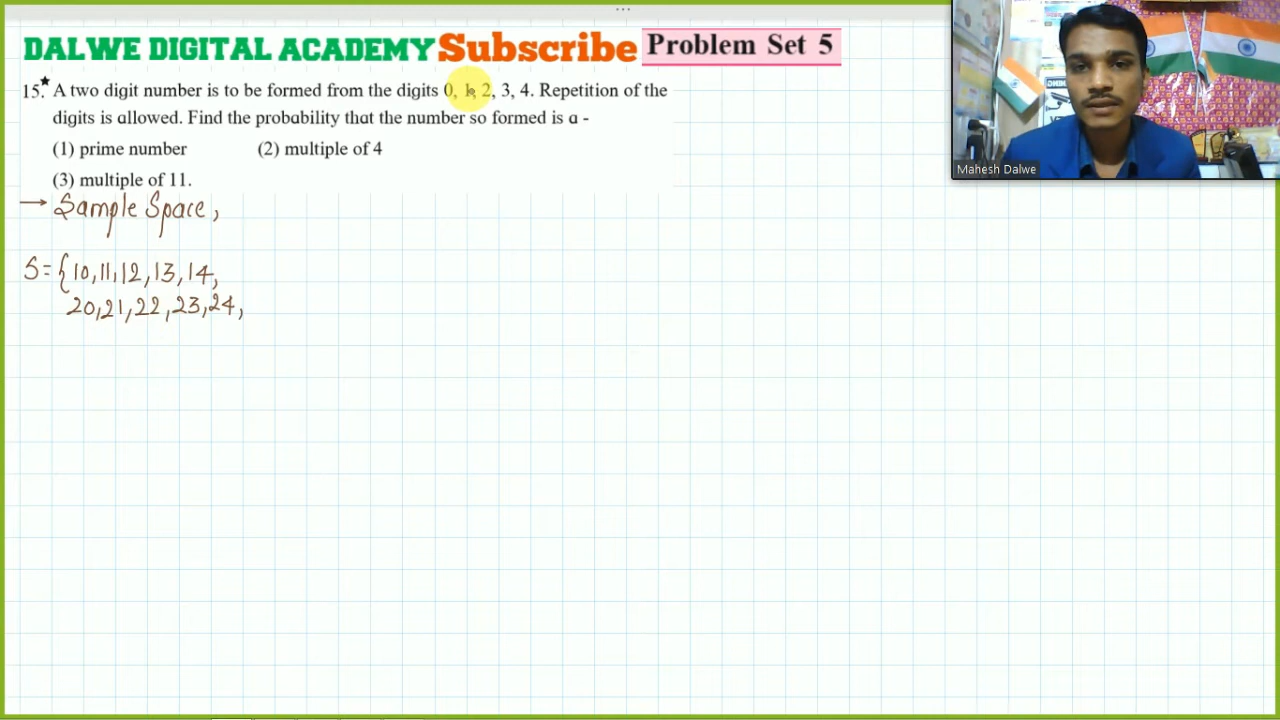 DALWE DIGITAL ACADEMY Subscribe Problem Set 5
15.★ A two digit number is to be formed from the digits 0, 1, 2, 3, 4. Repetition of the
digits is allowed. Find the probability that the number so formed is a -
(1) prime number (2) multiple of 4
(3) multiple of 11.
→ Sample Space,
S={10,11,12,13,14,
20,21,22,23,24,
Mahesh Dalwe